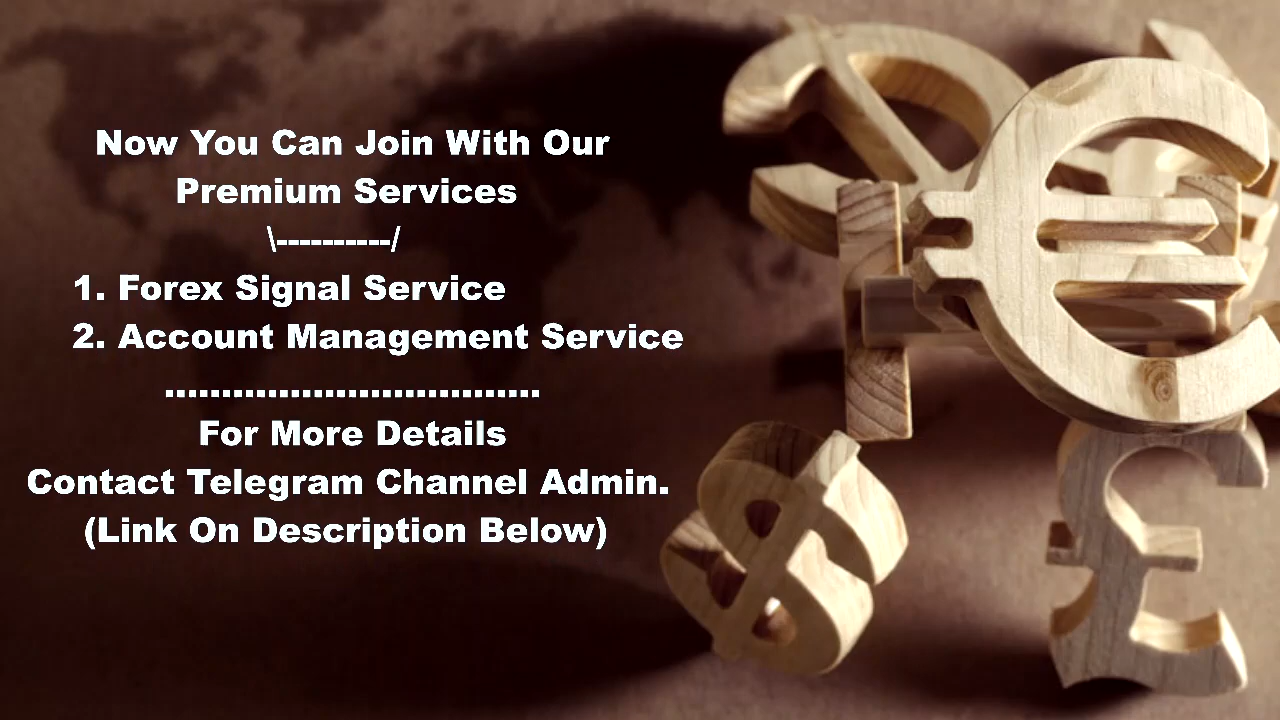 Now You Can Join With Our
Premium Services
\----------/
1. Forex Signal Service
2. Account Management Service
.................................
For More Details
Contact Telegram Channel Admin.
(Link On Description Below)